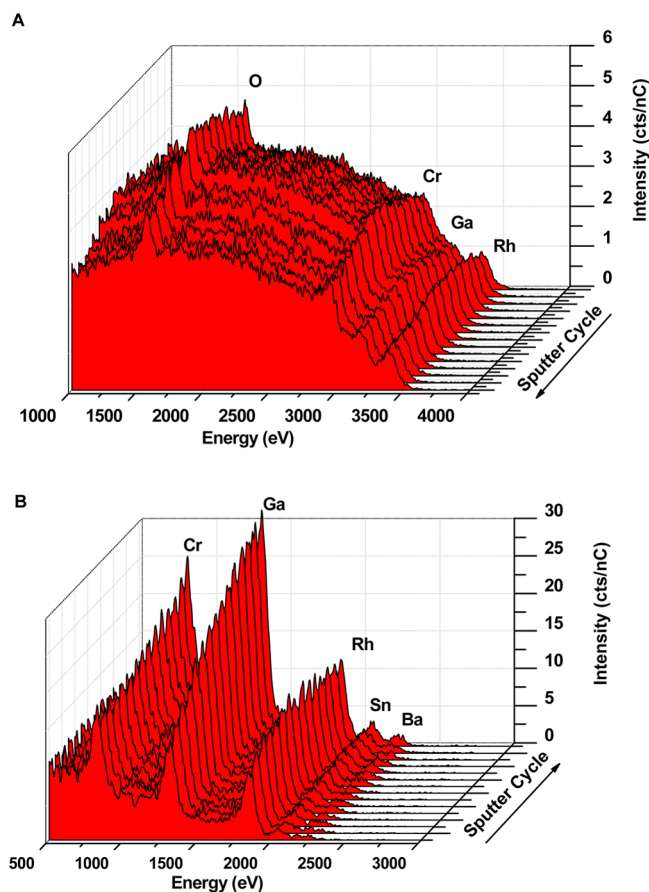 A
O
Cr
Ga
Rh
6
5
4
3
2
1
0
Intensity (cts/nC)
Sputter Cycle
1000 1500 2000 2500 3000 3500 4000
Energy (eV)
B
Ga
Cr
Rh
Sn Ba
30
25
20
15
10
5
0
Intensity (cts/nC)
Sputter Cycle
500 1000 1500 2000 2500 3000
Energy (eV)